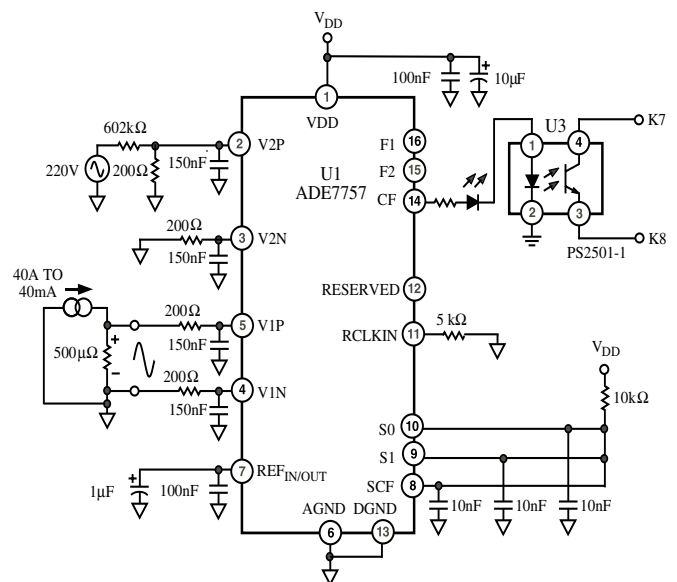 VDD
100nF
10µF
1
VDD
602kΩ
2
V2P
220V
200Ω
150nF
U1
ADE7757
F1
16
F2
15
CF
14
U3
1
4
K7
2
3
K8
PS2501-1
200Ω
3
V2N
150nF
40A TO
40mA
RESERVED
12
200Ω
5
V1P
150nF
500µΩ
+
–
RCLKIN
11
5 kΩ
200Ω
4
V1N
150nF
VDD
10kΩ
S0
10
S1
9
SCF
8
7
REFIN/OUT
+
1µF
100nF
10nF
10nF
10nF
AGND
DGND
6
13